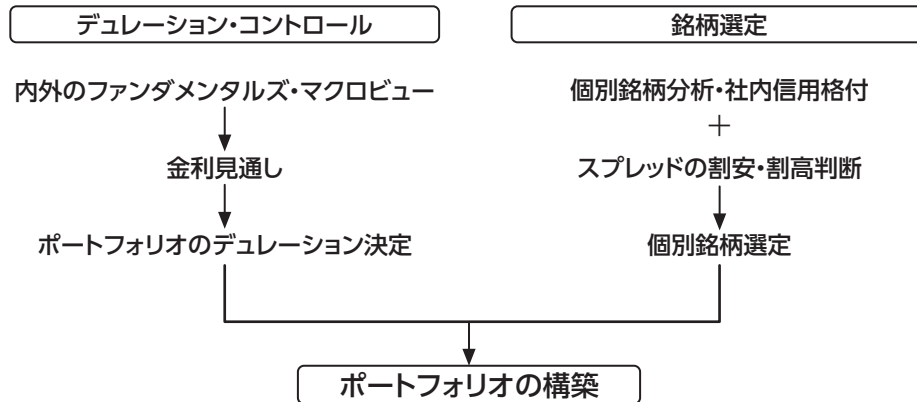 デュレーション・コントロール
内外のファンダメンタルズ・マクロビュー
金利見通し
ポートフォリオのデュレーション決定
銘柄選定
個別銘柄分析・社内信用格付
＋
スプレッドの割安・割高判断
個別銘柄選定
ポートフォリオの構築